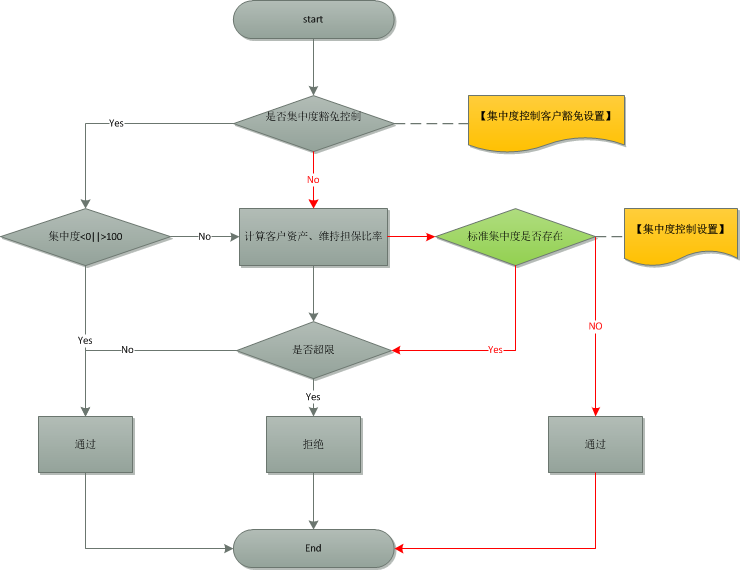 start
是否集中度豁免控制
【集中度控制客户豁免设置】
Yes
No
集中度<0||>100
No
计算客户资产、维持担保比率
标准集中度是否存在
【集中度控制设置】
Yes
No
是否超限
Yes
NO
Yes
通过
拒绝
通过
End